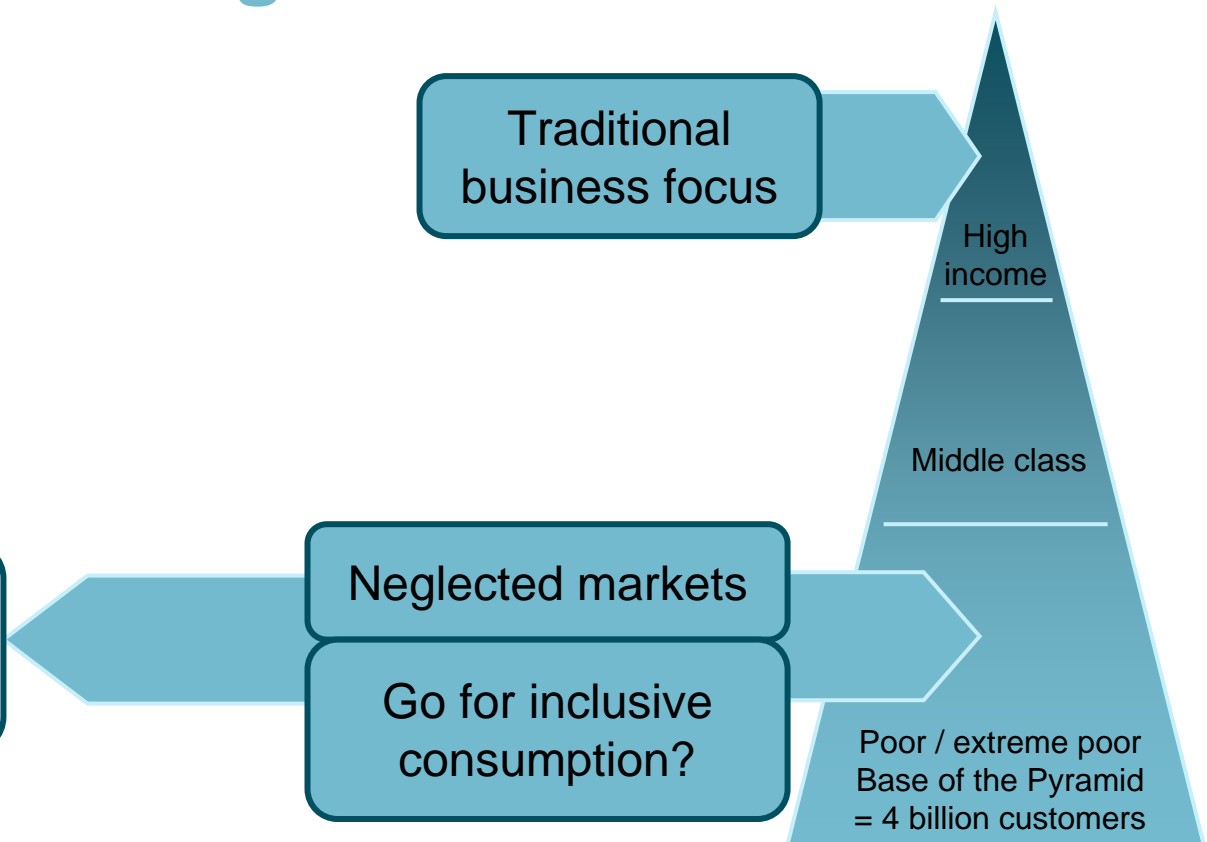 Traditional
business focus
High
income
Middle class
Neglected markets
Go for inclusive
consumption?
Poor / extreme poor
Base of the Pyramid
= 4 billion customers